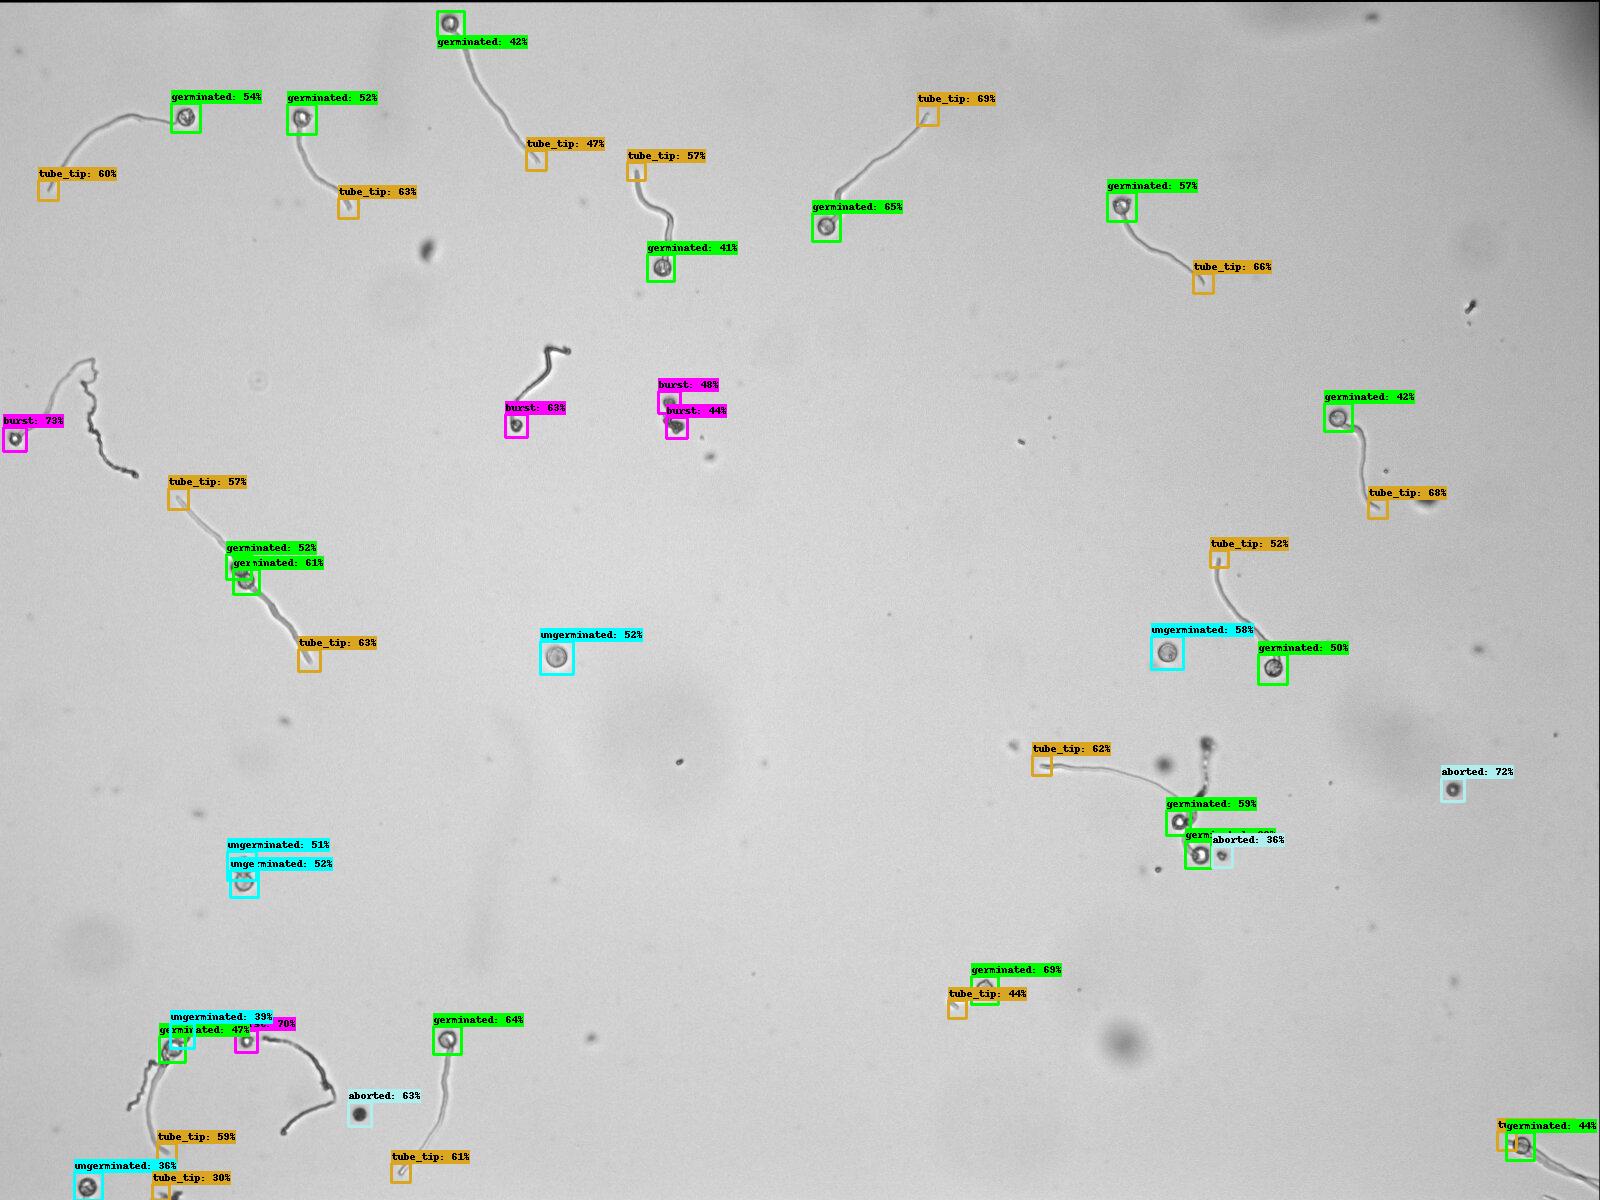 germinated: 42%
germinated: 54%
germinated: 52%
tube_tip: 69%
tube_tip: 47%
tube_tip: 57%
tube_tip: 60%
tube_tip: 63%
germinated: 57%
germinated: 65%
germinated: 41%
tube_tip: 66%
burst: 48%
germinated: 42%
burst: 63%
burst: 44%
burst: 73%
tube_tip: 57%
tube_tip: 68%
tube_tip: 52%
germinated: 52%
germinated: 61%
ungerminated: 58%
ungerminated: 52%
tube_tip: 63%
germinated: 50%
tube_tip: 62%
aborted: 72%
germinated: 59%
aborted: 36%
ungerminated: 51%
ungerminated: 52%
germinated: 69%
tube_tip: 44%
ungerminated: 39%
70%
germinated: 47%
germinated: 64%
aborted: 63%
germinated: 44%
tube_tip: 59%
tube_tip: 61%
ungerminated: 36%
tube_tip: 30%